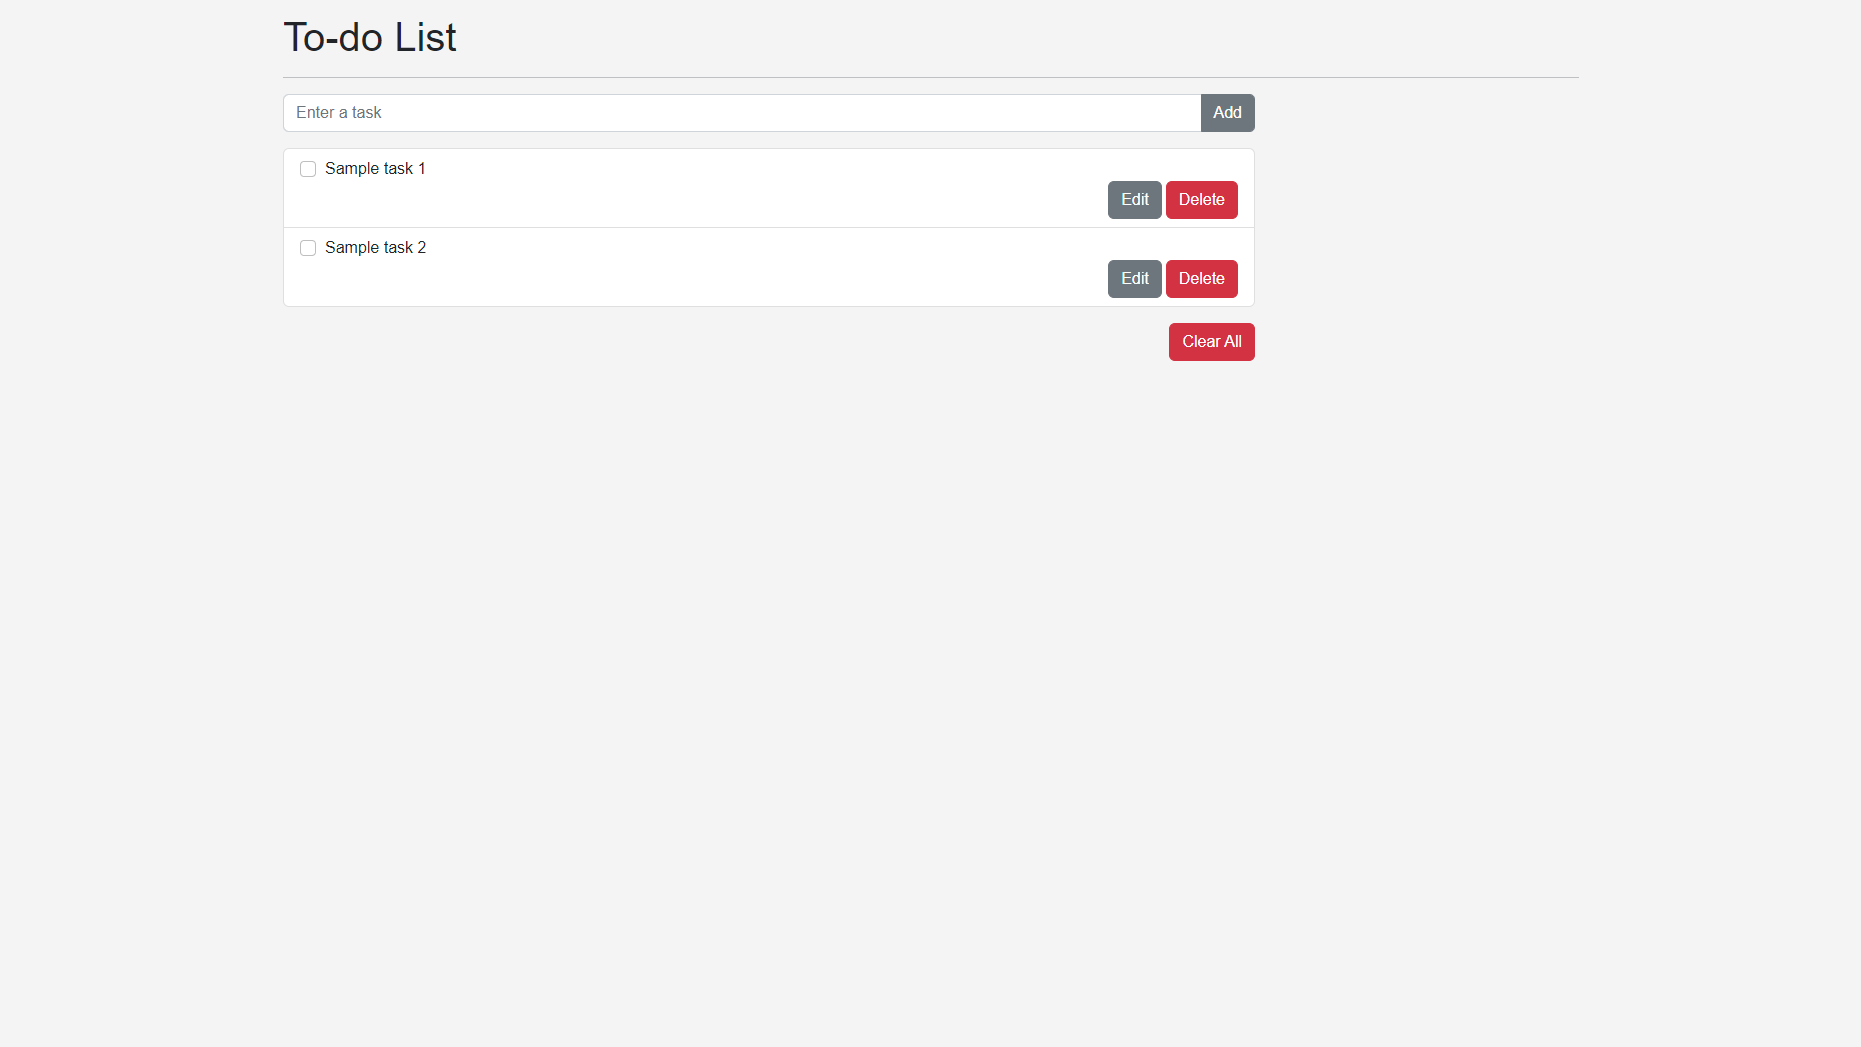 To-do List
Enter a task
Add
Sample task 1
Edit Delete
Sample task 2
Edit Delete
Clear All